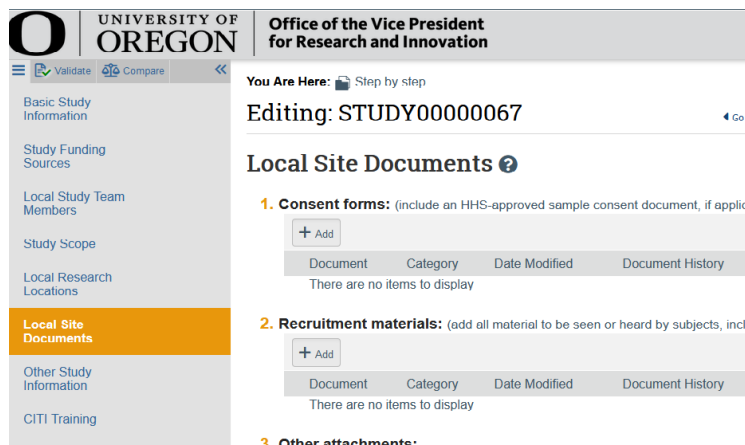 UNIVERSITY OF
OREGON
Office of the Vice President
for Research and Innovation
Validate Compare
You Are Here: Step by step
Editing: STUDY00000067
Go
Basic Study
Information
Study Funding
Sources
Local Study Team
Members
Study Scope
Local Research
Locations
Local Site
Documents
Other Study
Information
CITI Training
Local Site Documents ?
1. Consent forms: (include an HHS-approved sample consent document, if applic
+ Add
Document Category Date Modified Document History
There are no items to display
2. Recruitment materials: (add all material to be seen or heard by subjects, incl
+ Add
Document Category Date Modified Document History
There are no items to display
3. Other attachments: